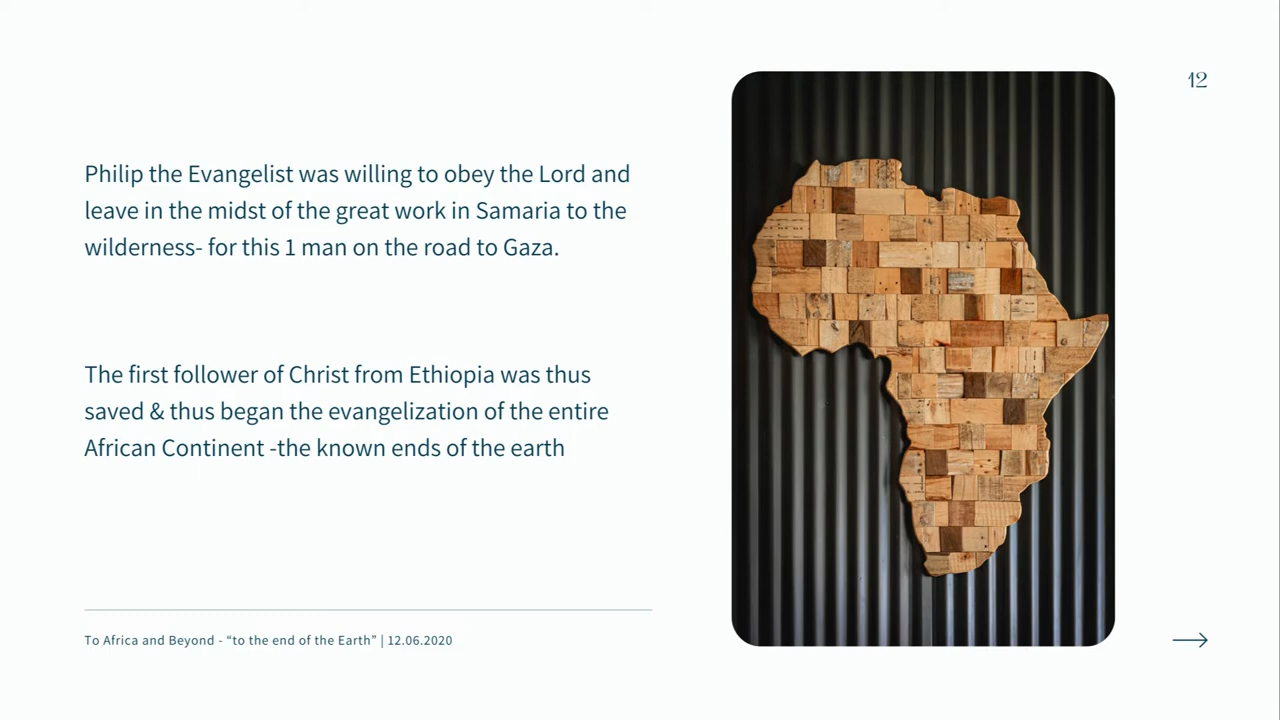 12
Philip the Evangelist was willing to obey the Lord and
leave in the midst of the great work in Samaria to the
wilderness- for this 1 man on the road to Gaza.
The first follower of Christ from Ethiopia was thus
saved & thus began the evangelization of the entire
African Continent -the known ends of the earth
To Africa and Beyond - “to the end of the Earth” | 12.06.2020